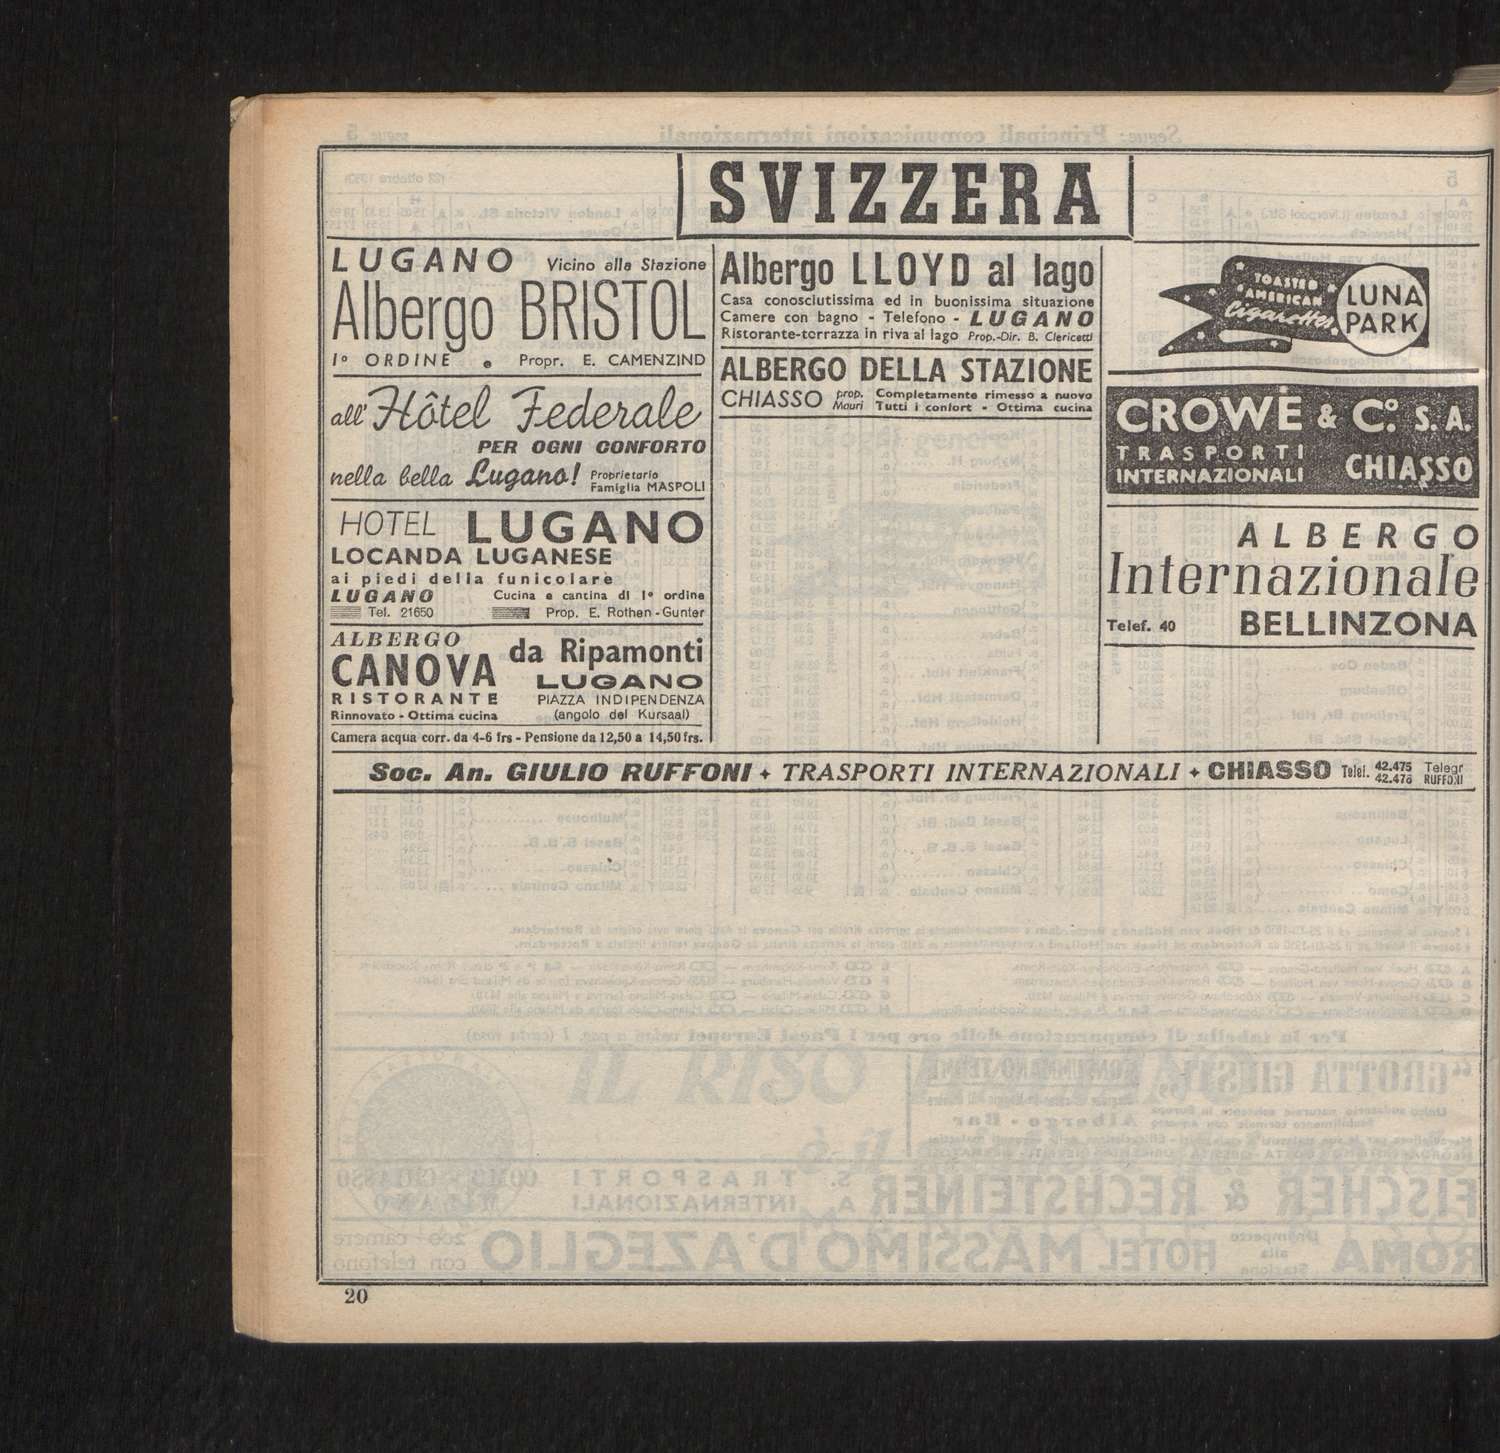 SVIZZERA
LUGANO Vicino alla Stazione
Albergo BRISTOL
Iº ORDINE • Propr. E. CAMENZIND
all' Hôtel Federale
PER OGNI CONFORTO
nella bella Lugano! Proprietario
Famiglia MASPOLI
HOTEL LUGANO
LOCANDA LUGANESE
ai piedi della funicolare
LUGANO Cucina e cantina di Iº ordine
Tel. 21650 Prop. E. Rothen-Gunter
ALBERGO
CANOVA da Ripamonti
LUGANO
RISTORANTE PIAZZA INDIPENDENZA
Rinnovato - Ottima cucina (angolo del Kursaal)
Camera acqua corr. da 4-6 frs - Pensione da 12,50 a 14,50 frs.
Albergo LLOYD al lago
Casa conosciutissima ed in buonissima situazione
Camere con bagno - Telefono - LUGANO
Ristorante-terrazza in riva al lago Prop.-Dir. B. Clericetti
ALBERGO DELLA STAZIONE
CHIASSO prop. Mauri Completamente rimesso a nuovo
Tutti i confort - Ottima cucina
TOASTED
AMERICAN
Cigarettes
LUNA
PARK
CROWE & Cº. S. A.
TRASPORTI
INTERNAZIONALI CHIASSO
ALBERGO
Internazionale
Telef. 40 BELLINZONA
Soc. An. GIULIO RUFFONI + TRASPORTI INTERNAZIONALI + CHIASSO Telef. 42.475 42.476 Telegr RUFFONI
20